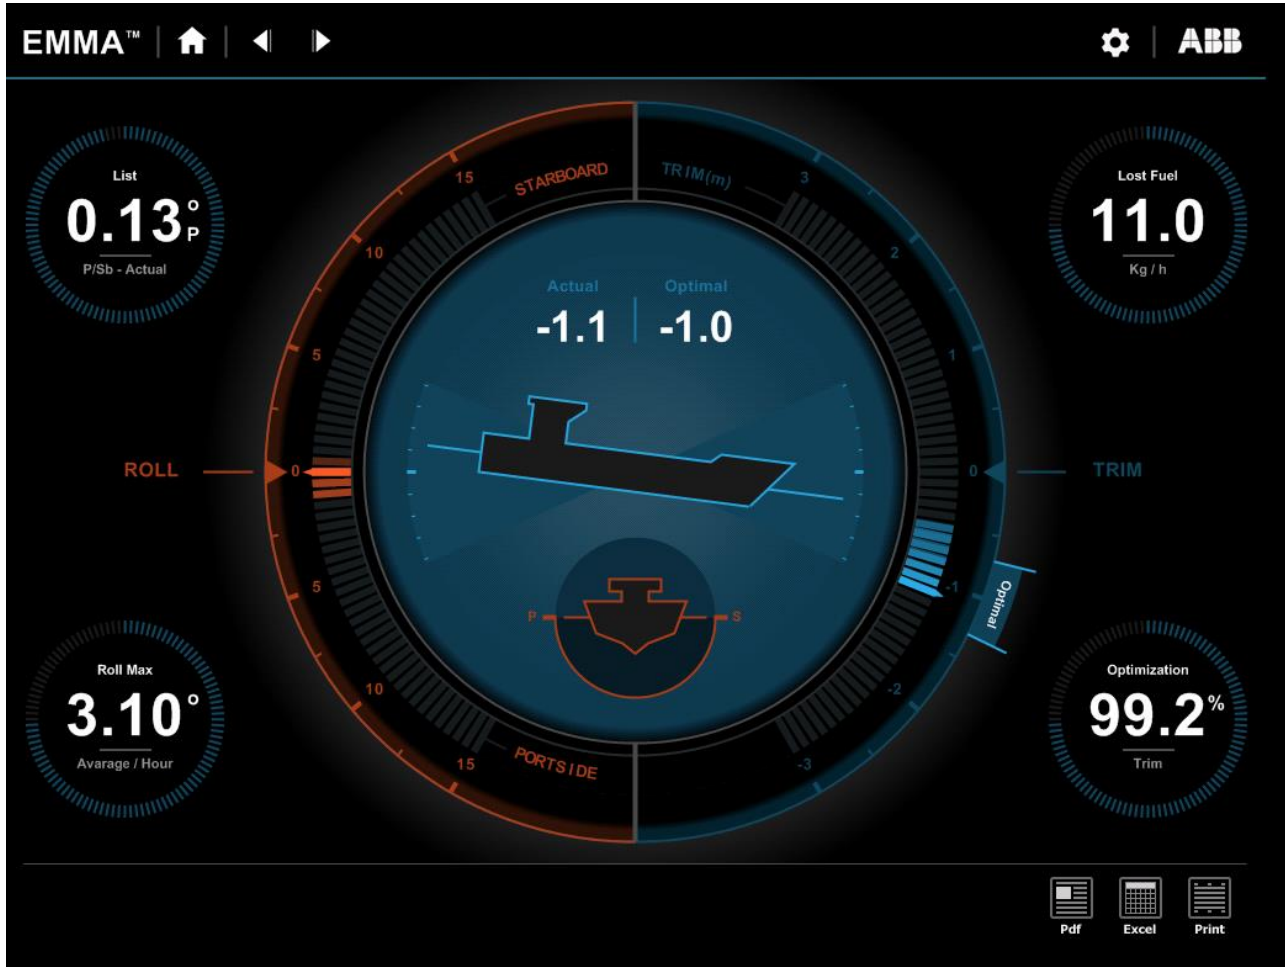 EMMA™
ABB
List
0.13° P
P/Sb - Actual
Lost Fuel
11.0
Kg / h
STARBOARD
TRIM(m)
15
10
5
0
5
10
15
3
2
1
0
-1
-2
-3
Actual
Optimal
-1.1
-1.0
ROLL
TRIM
Optimal
P
S
PORTSIDE
Roll Max
3.10°
Avarage / Hour
Optimization
99.2%
Trim
Pdf
Excel
Print